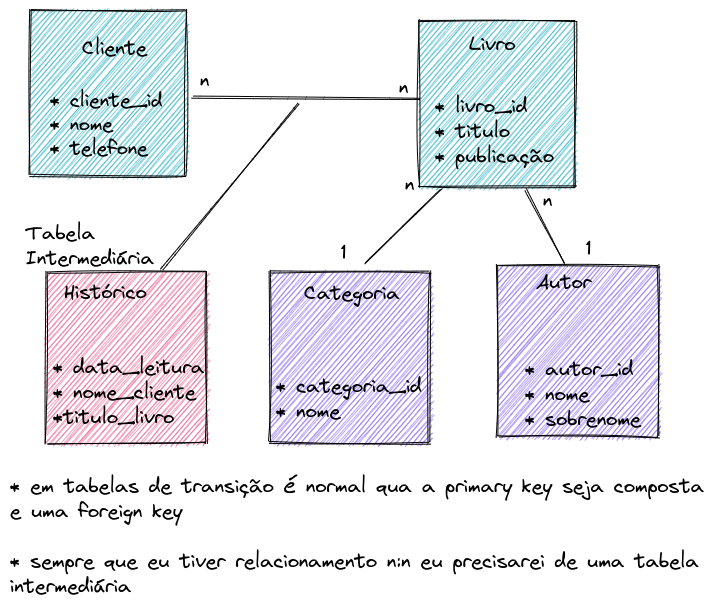 Cliente
* cliente_id
* nome
* telefone
n
n
Livro
* livro_id
* titulo
* publicação
n
n
Tabela
Intermediária
1
1
Histórico
* data_leitura
* nome_cliente
*titulo_livro
Categoria
* categoria_id
* nome
Autor
* autor_id
* nome
* sobrenome
* em tabelas de transição é normal qua a primary key seja composta
e uma foreign key
* sempre que eu tiver relacionamento n:n eu precisarei de uma tabela
intermediária